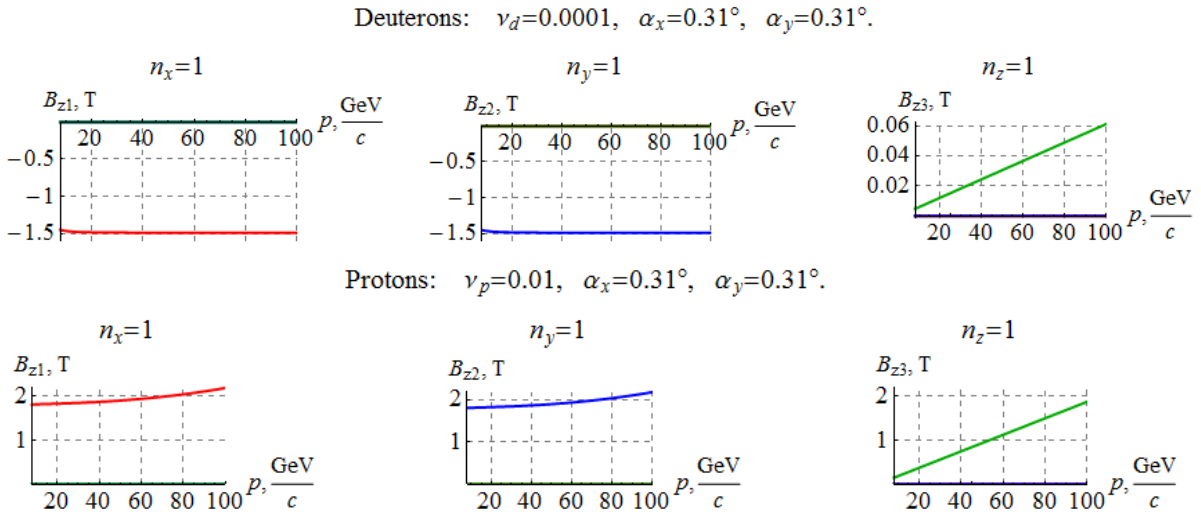 Deuterons: ν_d=0.0001, α_x=0.31°, α_y=0.31°.
n_x=1
n_y=1
n_z=1
B_z1, T
p, GeV/c
20 40 60 80 100
−0.5
−1
−1.5
B_z2, T
p, GeV/c
20 40 60 80 100
−0.5
−1
−1.5
B_z3, T
0.06
0.04
0.02
20 40 60 80 100
p, GeV/c
Protons: ν_p=0.01, α_x=0.31°, α_y=0.31°.
n_x=1
n_y=1
n_z=1
B_z1, T
2
1
20 40 60 80 100
p, GeV/c
B_z2, T
2
1
20 40 60 80 100
p, GeV/c
B_z3, T
2
1
20 40 60 80 100
p, GeV/c